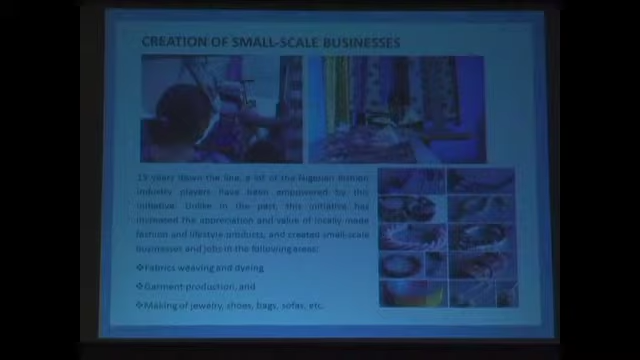 CREATION OF SMALL-SCALE BUSINESSES
19 years down the line, a lot of the Nigerian fashion
industry players have been empowered by this
initiative. Unlike in the past, this initiative has
increased the appreciation and value of locally made
fashion and lifestyle products, and created small-scale
businesses and jobs in the following areas:
❖Fabrics weaving and dyeing
❖Garment production, and
❖Making of jewelry, shoes, bags, sofas, etc.